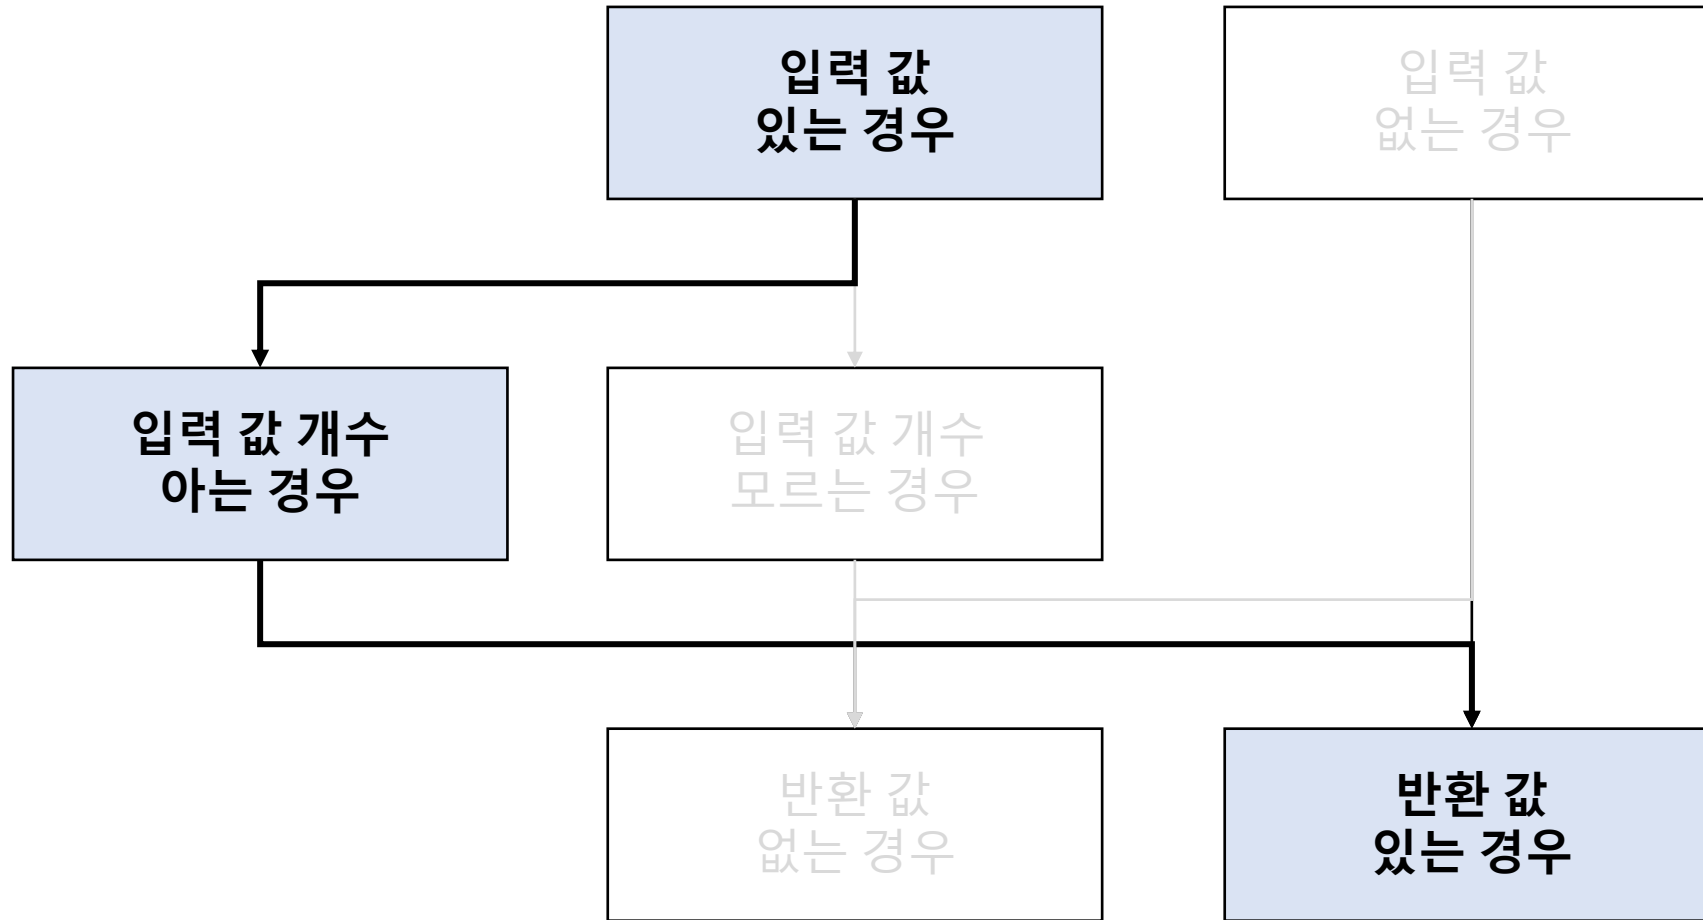 입력 값
있는 경우
입력 값
없는 경우
입력 값 개수
아는 경우
입력 값 개수
모르는 경우
반환 값
없는 경우
반환 값
있는 경우